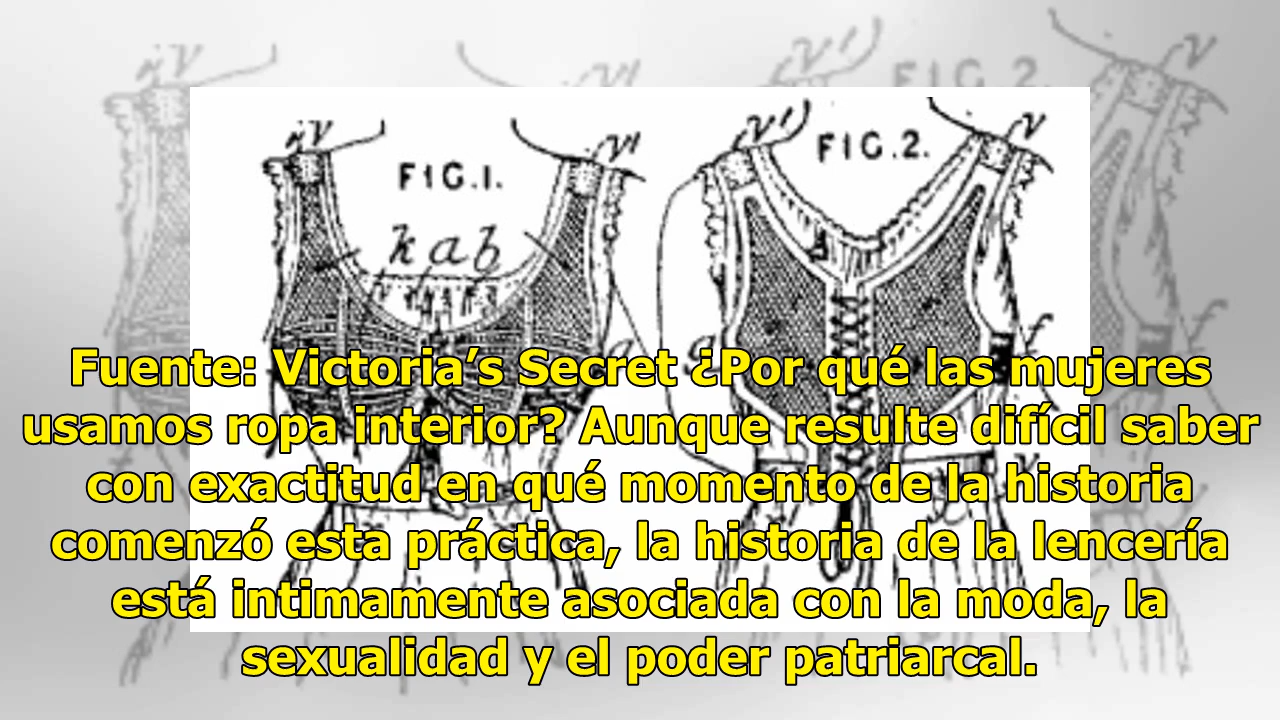 FIG.1.
FIG.2.
k a b
v v' v' v
f
Fuente: Victoria’s Secret ¿Por qué las mujeres
usamos ropa interior? Aunque resulte difícil saber
con exactitud en qué momento de la historia
comenzó esta práctica, la historia de la lencería
está intimamente asociada con la moda, la
sexualidad y el poder patriarcal.